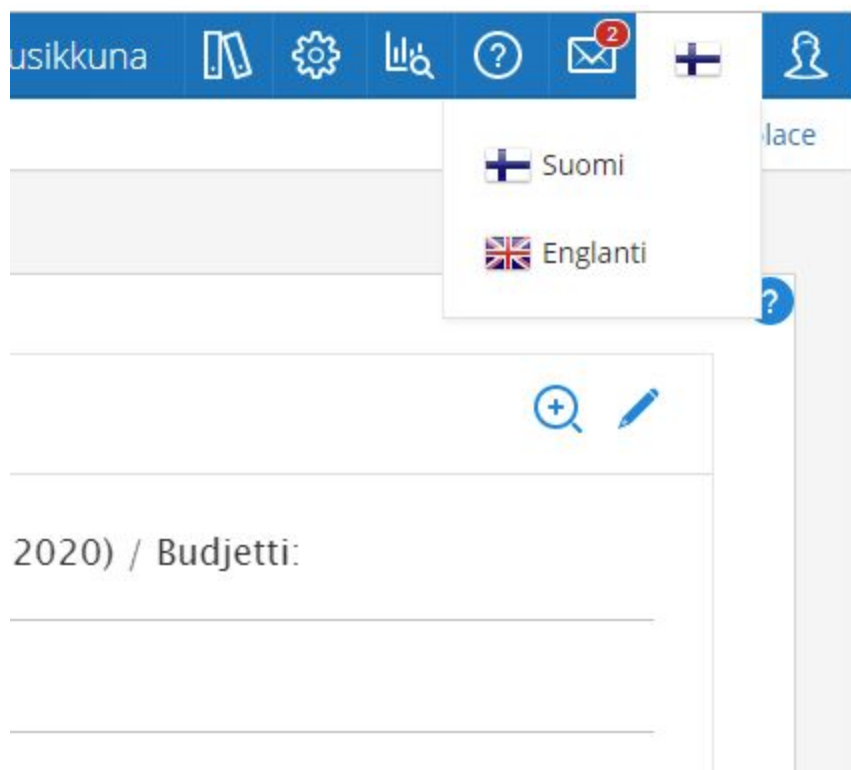 usikkuna 2
lace
Suomi
Englanti
?
2020) / Budjetti: